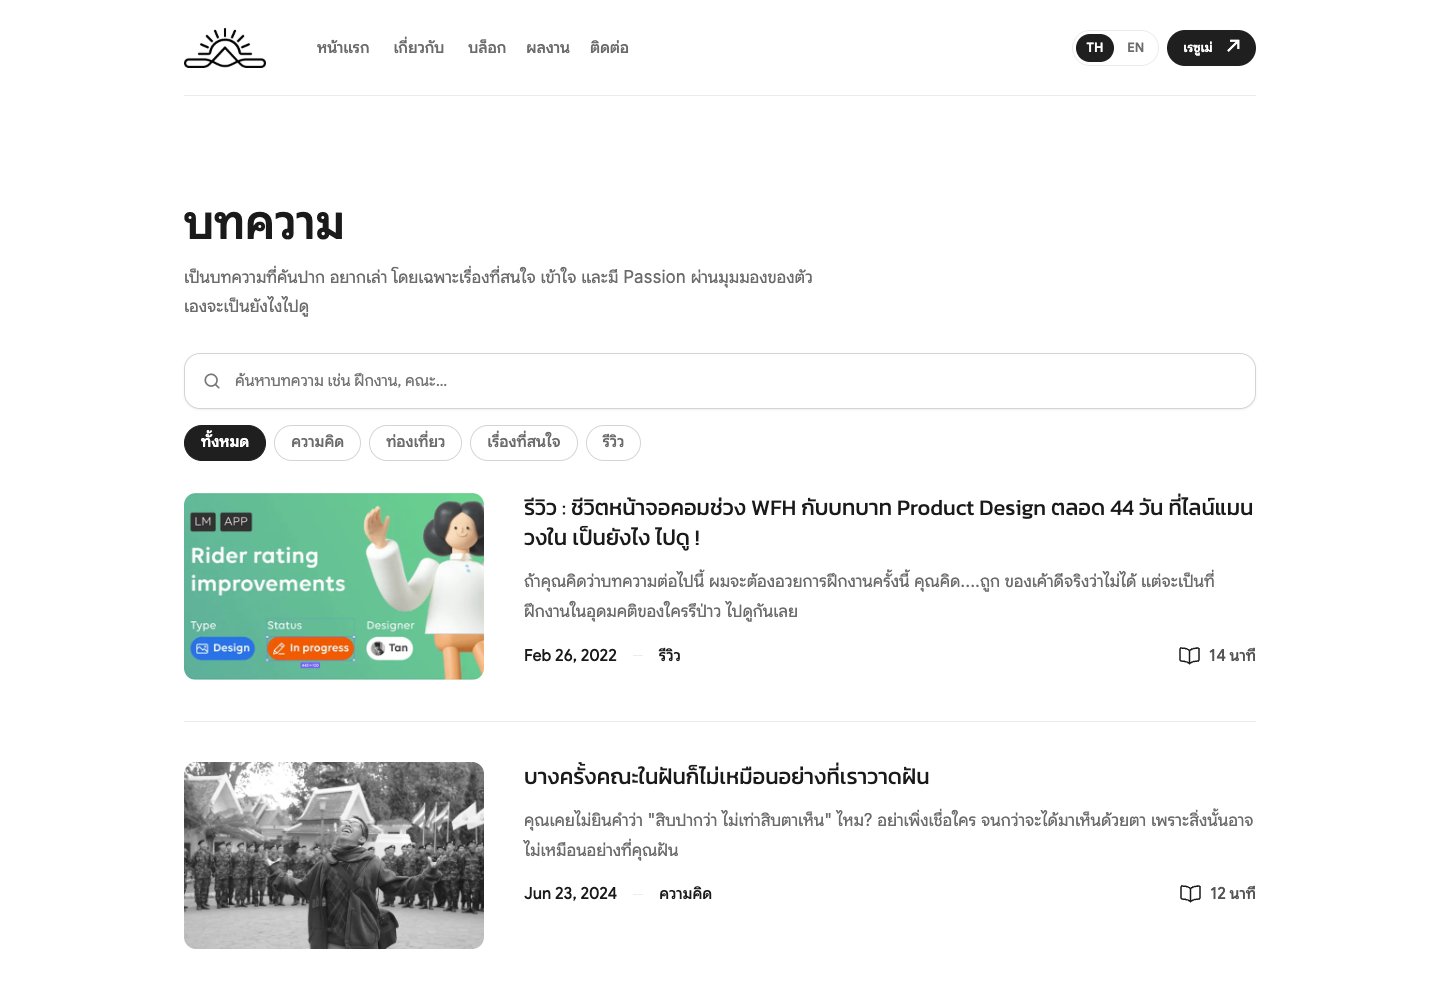 หน้าแรก เกี่ยวกับ บล็อก ผลงาน ติดต่อ TH EN เรซูเม่
บทความ
เป็นบทความที่คันปาก อยากเล่า โดยเฉพาะเรื่องที่สนใจ เข้าใจ และมี Passion ผ่านมุมมองของตัว
เองจะเป็นยังไงไปดู
ค้นหาบทความ เช่น ฝึกงาน, คณะ...
ทั้งหมด ความคิด ท่องเที่ยว เรื่องที่สนใจ รีวิว
LM APP
Rider rating
improvements
Type Status Designer
Design In progress Tan
รีวิว : ชีวิตหน้าจอคอมช่วง WFH กับบทบาท Product Design ตลอด 44 วัน ที่ไลน์แมน
วงใน เป็นยังไง ไปดู !
ถ้าคุณคิดว่าบทความต่อไปนี้ ผมจะต้องอวยการฝึกงานครั้งนี้ คุณคิด....ถูก ของเค้าดีจริงว่าไม่ได้ แต่จะเป็นที่
ฝึกงานในอุดมคติของใครรึป่าว ไปดูกันเลย
Feb 26, 2022 — รีวิว 14 นาที
บางครั้งคณะในฝันก็ไม่เหมือนอย่างที่เราวาดฝัน
คุณเคยไม่ยินคำว่า "สิบปากว่า ไม่เท่าสิบตาเห็น" ไหม? อย่าเพิ่งเชื่อใคร จนกว่าจะได้มาเห็นด้วยตา เพราะสิ่งนั้นอาจ
ไม่เหมือนอย่างที่คุณฝัน
Jun 23, 2024 — ความคิด 12 นาที